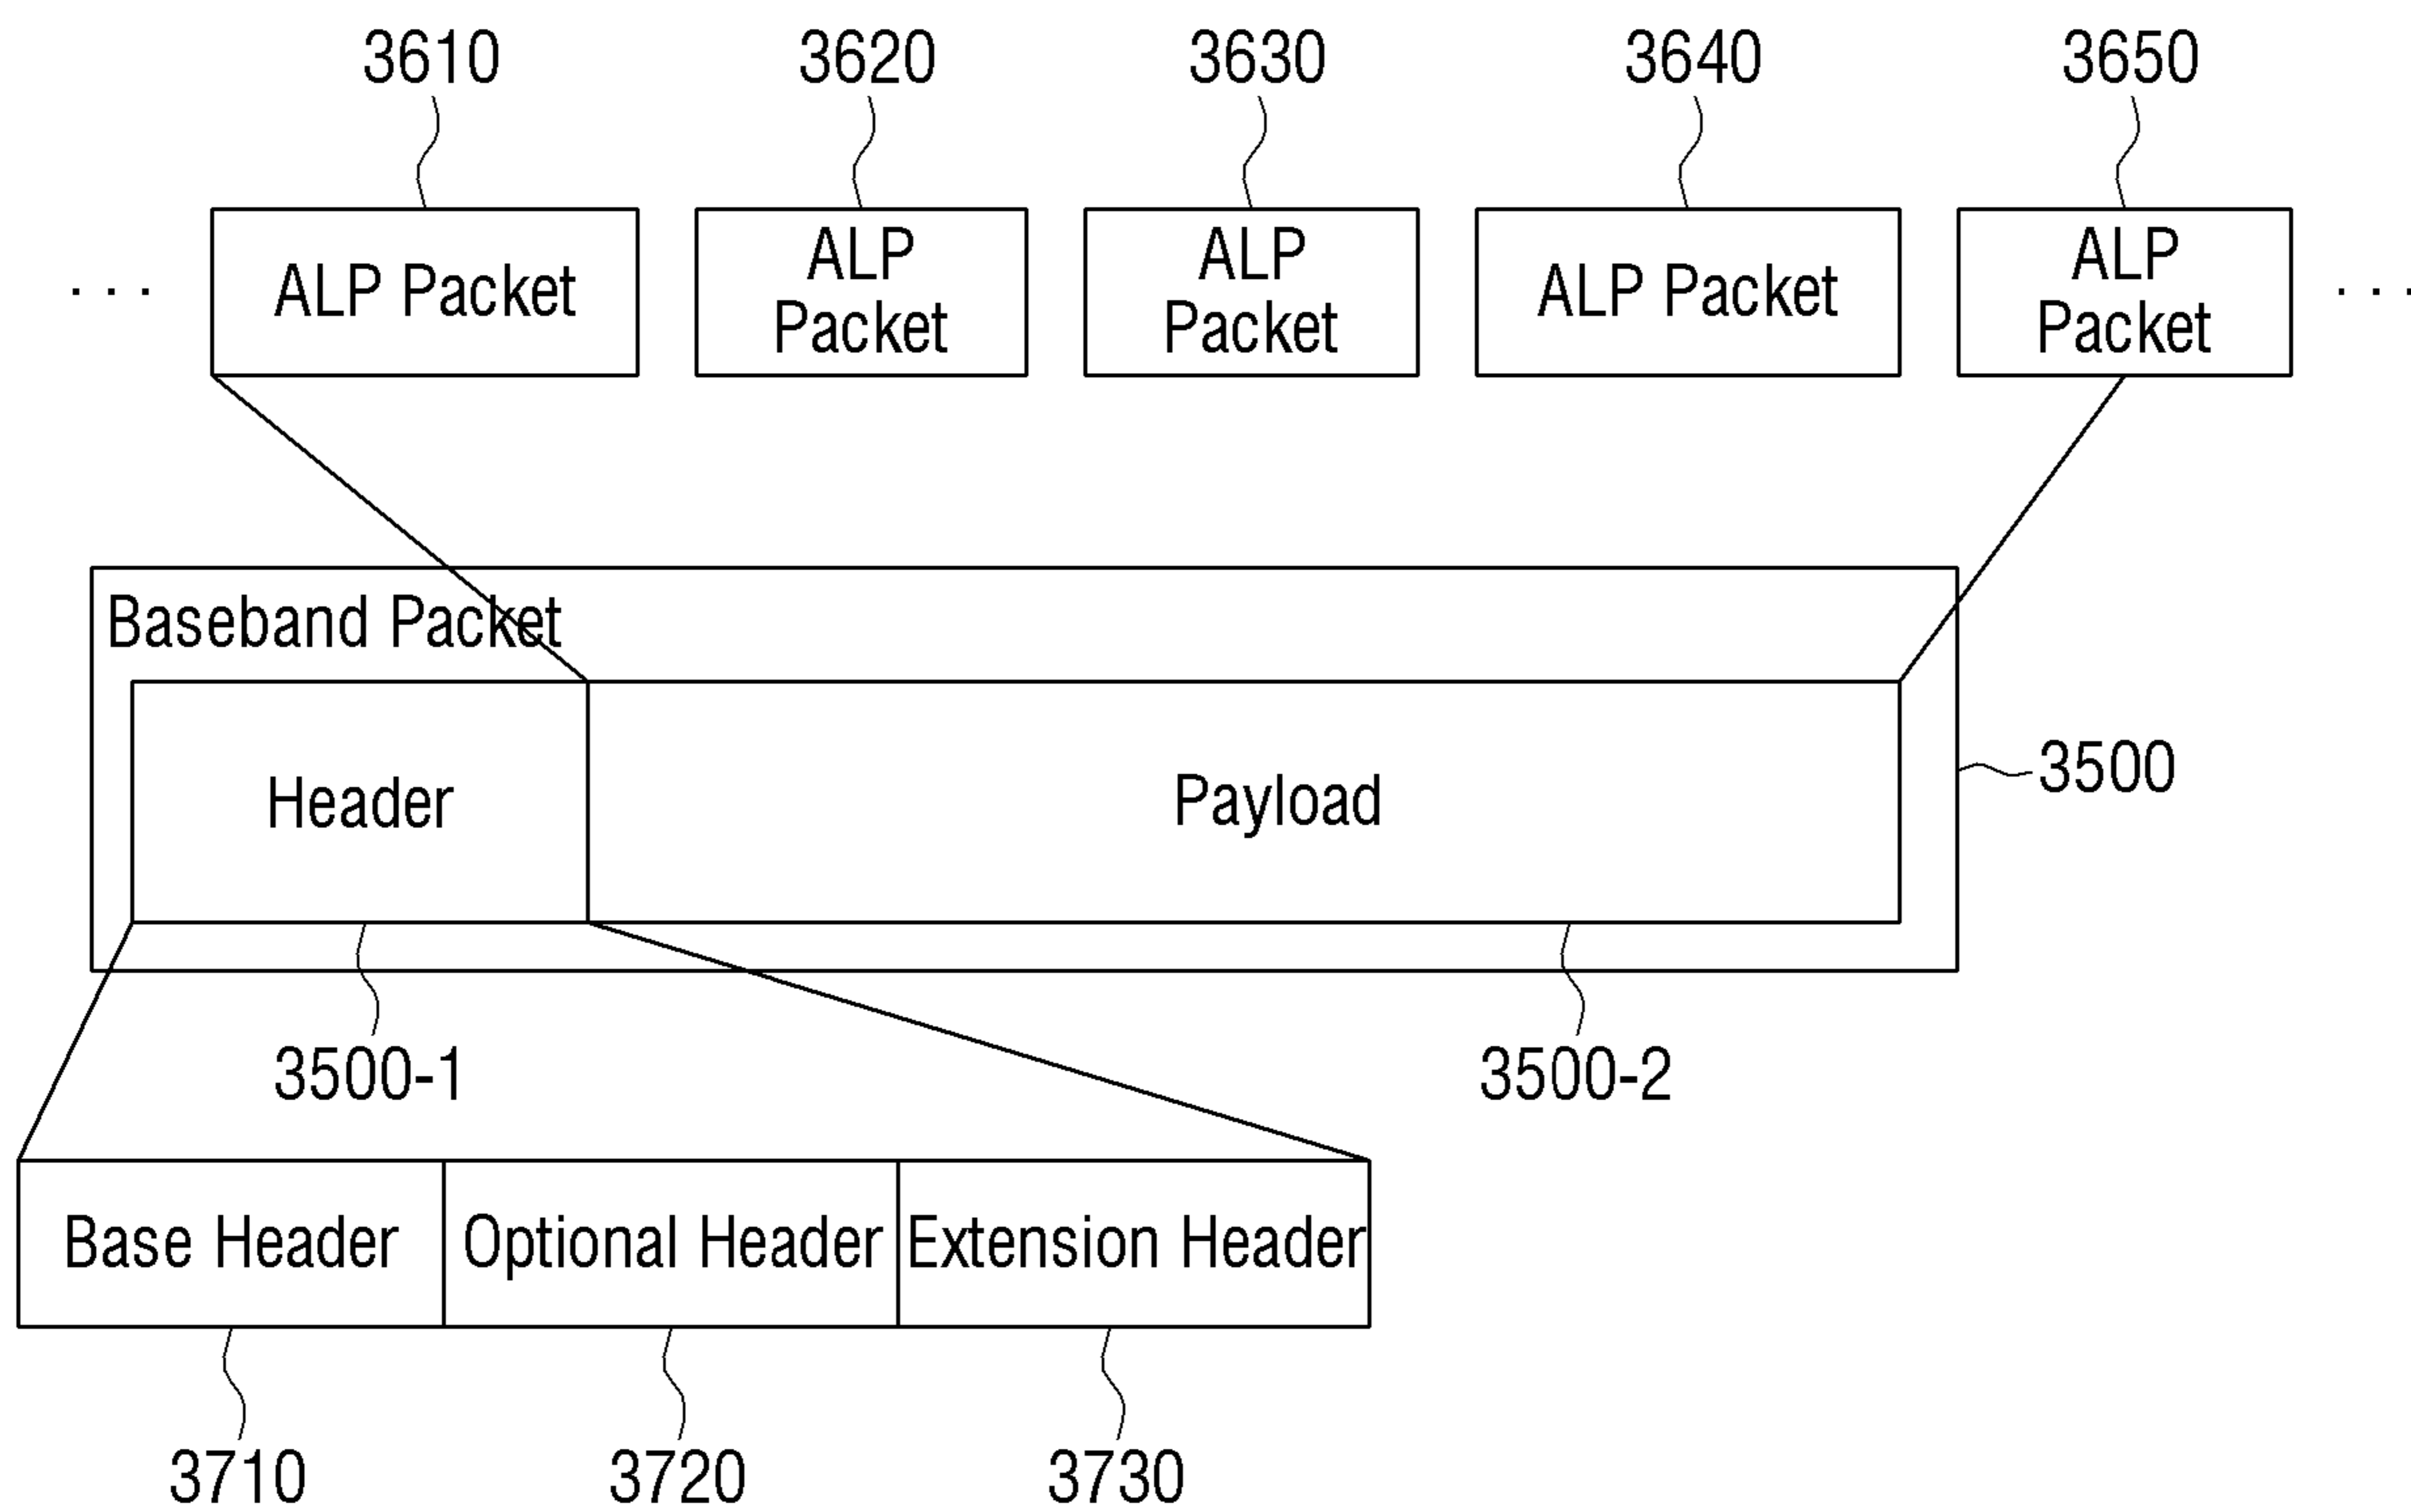 3610
3620
3630
3640
3650
. . .
ALP Packet
ALP
Packet
ALP
Packet
ALP Packet
ALP
Packet
. . .
Baseband Packet
Header
Payload
3500
3500-1
3500-2
Base Header
Optional Header
Extension Header
3710
3720
3730